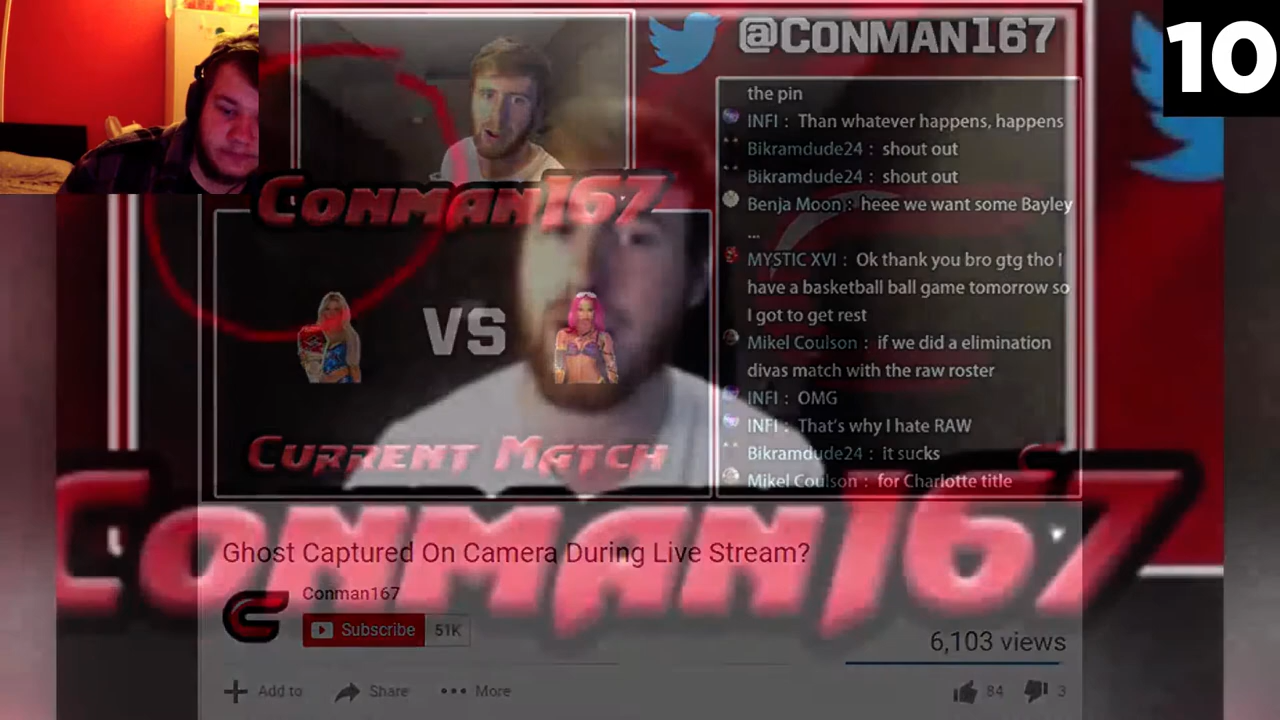 @CONMAN167
10
the pin
INFI : Than whatever happens, happens
Bikramdude24 : shout out
Bikramdude24 : shout out
Benja Moon : heee we want some Bayley
...
MYSTIC XVI : Ok thank you bro gtg tho I
have a basketball ball game tomorrow so
I got to get rest
Mikel Coulson : if we did a elimination
divas match with the raw roster
INFI : OMG
INFI : That's why I hate RAW
Bikramdude24 : it sucks
Mikel Coulson : for Charlotte title
CONMAN167
VS
CURRENT MATCH
CONMAN167
Ghost Captured On Camera During Live Stream?
Conman167
Subscribe 51K
6,103 views
Add to Share More
84 3